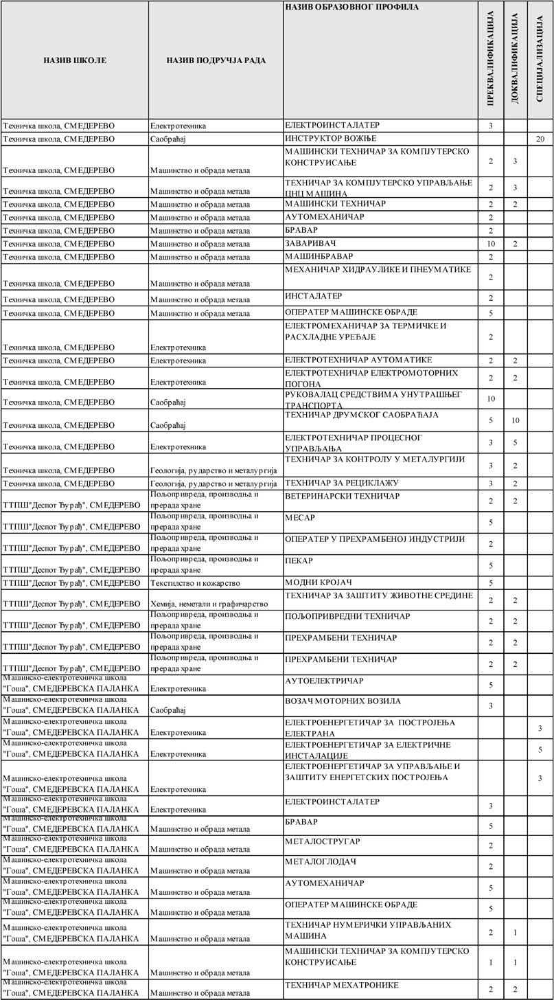 НАЗИВ ШКОЛЕ НАЗИВ ПОДРУЧЈА РАДА НАЗИВ ОБРАЗОВНОГ ПРОФИЛА ПРЕКВАЛИФИКАЦИЈА ДОКВАЛИФИКАЦИЈА СПЕЦИЈАЛИЗАЦИЈА
Техничка школа, СМЕДЕРЕВО Електротехника ЕЛЕКТРОИНСТАЛАТЕР 3
Техничка школа, СМЕДЕРЕВО Саобраћај ИНСТРУКТОР ВОЖЊЕ 20
Техничка школа, СМЕДЕРЕВО Машинство и обрада метала МАШИНСКИ ТЕХНИЧАР ЗА КОМПЈУТЕРСКО
КОНСТРУИСАЊЕ 2 3
Техничка школа, СМЕДЕРЕВО Машинство и обрада метала ТЕХНИЧАР ЗА КОМПЈУТЕРСКО УПРАВЉАЊЕ
ЦНЦ МАШИНА 2 3
Техничка школа, СМЕДЕРЕВО Машинство и обрада метала МАШИНСКИ ТЕХНИЧАР 2 2
Техничка школа, СМЕДЕРЕВО Машинство и обрада метала АУТОМЕХАНИЧАР 2
Техничка школа, СМЕДЕРЕВО Машинство и обрада метала БРАВАР 2
Техничка школа, СМЕДЕРЕВО Машинство и обрада метала ЗАВАРИВАЧ 10 2
Техничка школа, СМЕДЕРЕВО Машинство и обрада метала МАШИНБРАВАР 2
Техничка школа, СМЕДЕРЕВО Машинство и обрада метала МЕХАНИЧАР ХИДРАУЛИКЕ И ПНЕУМАТИКЕ 2
Техничка школа, СМЕДЕРЕВО Машинство и обрада метала ИНСТАЛАТЕР 2
Техничка школа, СМЕДЕРЕВО Машинство и обрада метала ОПЕРАТЕР МАШИНСКЕ ОБРАДЕ 5
Техничка школа, СМЕДЕРЕВО Електротехника ЕЛЕКТРОМЕХАНИЧАР ЗА ТЕРМИЧКЕ И
РАСХЛАДНЕ УРЕЂАЈЕ 2
Техничка школа, СМЕДЕРЕВО Електротехника ЕЛЕКТРОТЕХНИЧАР АУТОМАТИКЕ 2 2
Техничка школа, СМЕДЕРЕВО Електротехника ЕЛЕКТРОТЕХНИЧАР ЕЛЕКТРОМОТОРНИХ
ПОГОНА 2 2
Техничка школа, СМЕДЕРЕВО Саобраћај РУКОВАЛАЦ СРЕДСТВИМА УНУТРАШЊЕГ
ТРАНСПОРТА 10
Техничка школа, СМЕДЕРЕВО Саобраћај ТЕХНИЧАР ДРУМСКОГ САОБРАЋАЈА 5 10
Техничка школа, СМЕДЕРЕВО Електротехника ЕЛЕКТРОТЕХНИЧАР ПРОЦЕСНОГ
УПРАВЉАЊА 3 5
Техничка школа, СМЕДЕРЕВО Геологија, рударство и металургија ТЕХНИЧАР ЗА КОНТРОЛУ У МЕТАЛУРГИЈИ 3 2
Техничка школа, СМЕДЕРЕВО Геологија, рударство и металургија ТЕХНИЧАР ЗА РЕЦИКЛАЖУ 3 2
ТТПШ"Деспот Ђурађ", СМЕДЕРЕВО Пољопривреда, производња и
прерада хране ВЕТЕРИНАРСКИ ТЕХНИЧАР 2 2
ТТПШ"Деспот Ђурађ", СМЕДЕРЕВО Пољопривреда, производња и
прерада хране МЕСАР 5
ТТПШ"Деспот Ђурађ", СМЕДЕРЕВО Пољопривреда, производња и
прерада хране ОПЕРАТЕР У ПРЕХРАМБЕНОЈ ИНДУСТРИЈИ 2
ТТПШ"Деспот Ђурађ", СМЕДЕРЕВО Пољопривреда, производња и
прерада хране ПЕКАР 5
ТТПШ"Деспот Ђурађ", СМЕДЕРЕВО Текстилство и кожарство МОДНИ КРОЈАЧ 5
ТТПШ"Деспот Ђурађ", СМЕДЕРЕВО Хемија, неметали и графичарство ТЕХНИЧАР ЗА ЗАШТИТУ ЖИВОТНЕ СРЕДИНЕ 2 2
ТТПШ"Деспот Ђурађ", СМЕДЕРЕВО Пољопривреда, производња и
прерада хране ПОЉОПРИВРЕДНИ ТЕХНИЧАР 2 2
ТТПШ"Деспот Ђурађ", СМЕДЕРЕВО Пољопривреда, производња и
прерада хране ПРЕХРАМБЕНИ ТЕХНИЧАР 2 2
ТТПШ"Деспот Ђурађ", СМЕДЕРЕВО Пољопривреда, производња и
прерада хране ПРЕХРАМБЕНИ ТЕХНИЧАР 2 2
Машинско-електротехничка школа
"Гоша", СМЕДЕРЕВСКА ПАЛАНКА Електротехника АУТОЕЛЕКТРИЧАР 5
Машинско-електротехничка школа
"Гоша", СМЕДЕРЕВСКА ПАЛАНКА Саобраћај ВОЗАЧ МОТОРНИХ ВОЗИЛА 3
Машинско-електротехничка школа
"Гоша", СМЕДЕРЕВСКА ПАЛАНКА Електротехника ЕЛЕКТРОЕНЕРГЕТИЧАР ЗА ПОСТРОЈЕЊА
ЕЛЕКТРАНА 3
Машинско-електротехничка школа
"Гоша", СМЕДЕРЕВСКА ПАЛАНКА Електротехника ЕЛЕКТРОЕНЕРГЕТИЧАР ЗА ЕЛЕКТРИЧНЕ
ИНСТАЛАЦИЈЕ 5
Машинско-електротехничка школа
"Гоша", СМЕДЕРЕВСКА ПАЛАНКА Електротехника ЕЛЕКТРОЕНЕРГЕТИЧАР ЗА УПРАВЉАЊЕ И
ЗАШТИТУ ЕНЕРГЕТСКИХ ПОСТРОЈЕЊА 3
Машинско-електротехничка школа
"Гоша", СМЕДЕРЕВСКА ПАЛАНКА Електротехника ЕЛЕКТРОИНСТАЛАТЕР 3
Машинско-електротехничка школа
"Гоша", СМЕДЕРЕВСКА ПАЛАНКА Машинство и обрада метала БРАВАР 5
Машинско-електротехничка школа
"Гоша", СМЕДЕРЕВСКА ПАЛАНКА Машинство и обрада метала МЕТАЛОСТРУГАР 2
Машинско-електротехничка школа
"Гоша", СМЕДЕРЕВСКА ПАЛАНКА Машинство и обрада метала МЕТАЛОГЛОДАЧ 2
Машинско-електротехничка школа
"Гоша", СМЕДЕРЕВСКА ПАЛАНКА Машинство и обрада метала АУТОМЕХАНИЧАР 5
Машинско-електротехничка школа
"Гоша", СМЕДЕРЕВСКА ПАЛАНКА Машинство и обрада метала ОПЕРАТЕР МАШИНСКЕ ОБРАДЕ 5
Машинско-електротехничка школа
"Гоша", СМЕДЕРЕВСКА ПАЛАНКА Машинство и обрада метала ТЕХНИЧАР НУМЕРИЧКИ УПРАВЉАНИХ
МАШИНА 2 1
Машинско-електротехничка школа
"Гоша", СМЕДЕРЕВСКА ПАЛАНКА Машинство и обрада метала МАШИНСКИ ТЕХНИЧАР ЗА КОМПЈУТЕРСКО
КОНСТРУИСАЊЕ 1 1
Машинско-електротехничка школа
"Гоша", СМЕДЕРЕВСКА ПАЛАНКА Машинство и обрада метала ТЕХНИЧАР МЕХАТРОНИКЕ 2 2